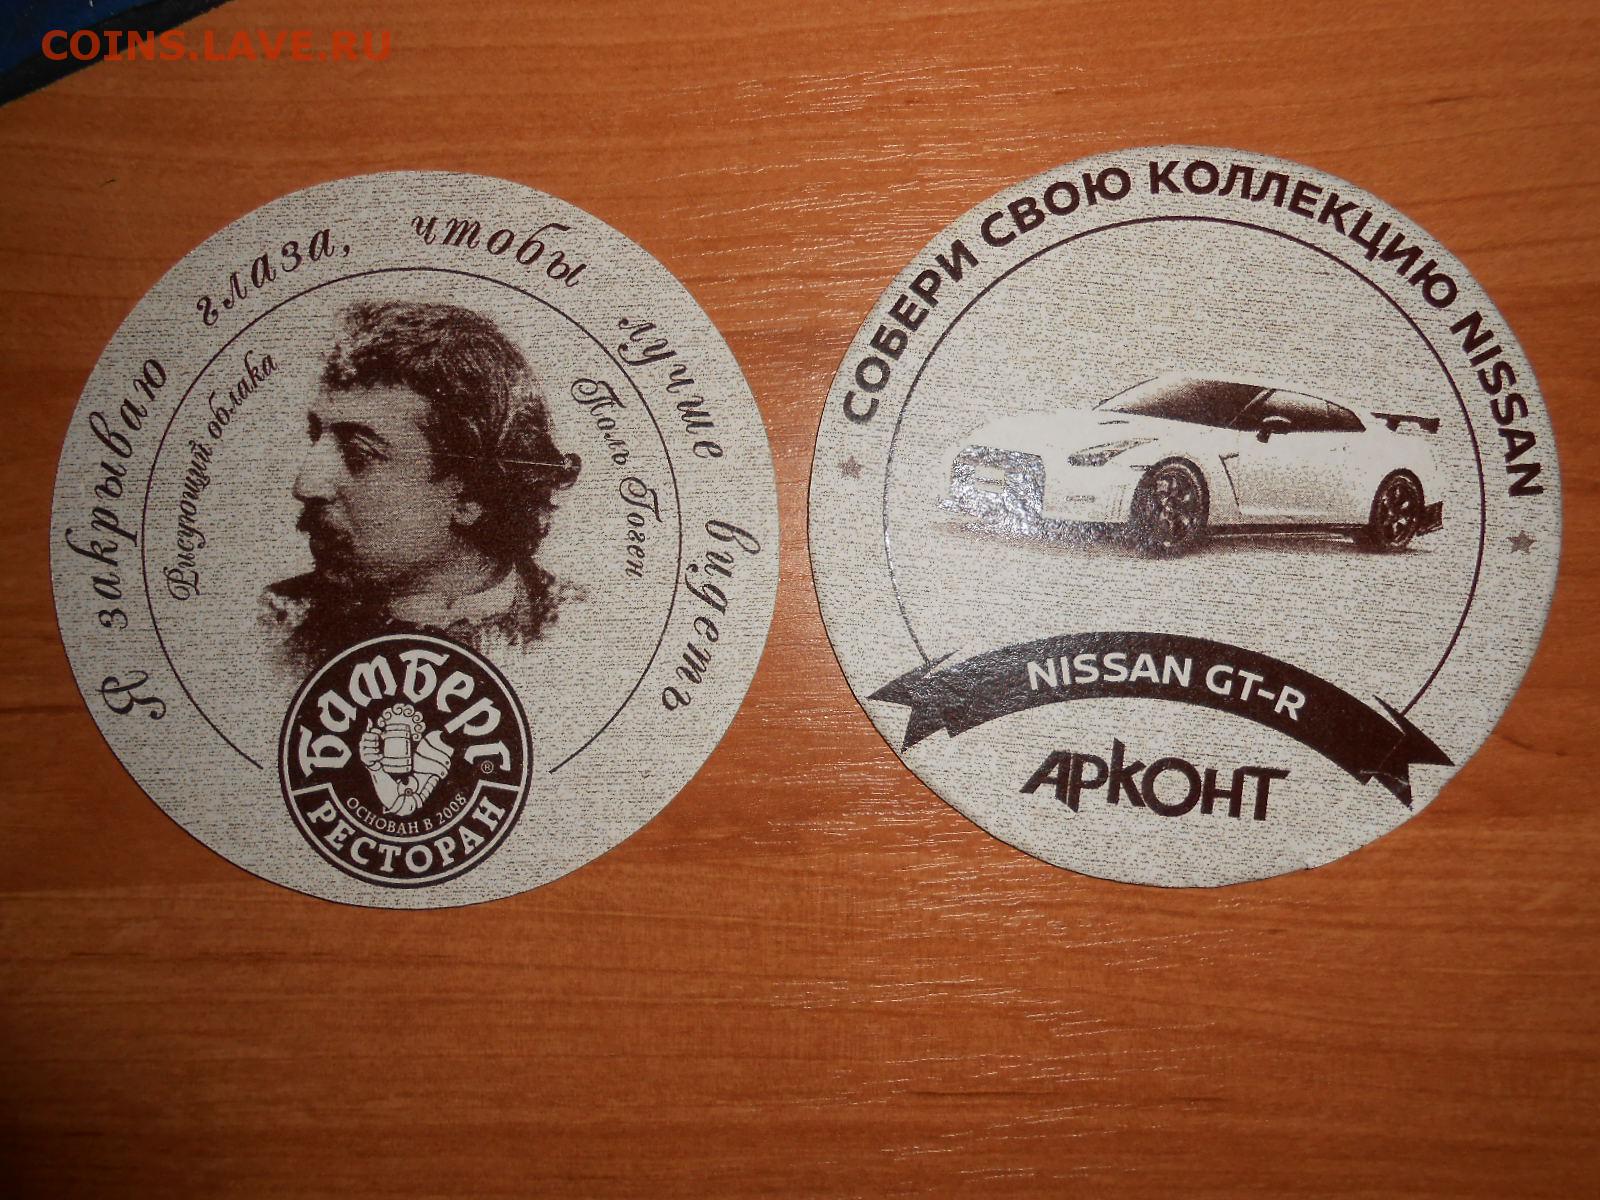 COINS.LAVE.RU
Я закрываю глаза, чтобы лучше видеть
Рисующий облака
Поль Гоген
Бамберг
®
ОСНОВАН В 2008
РЕСТОРАН
СОБЕРИ СВОЮ КОЛЛЕКЦИЮ NISSAN
NISSAN GT-R
АРКОНТ